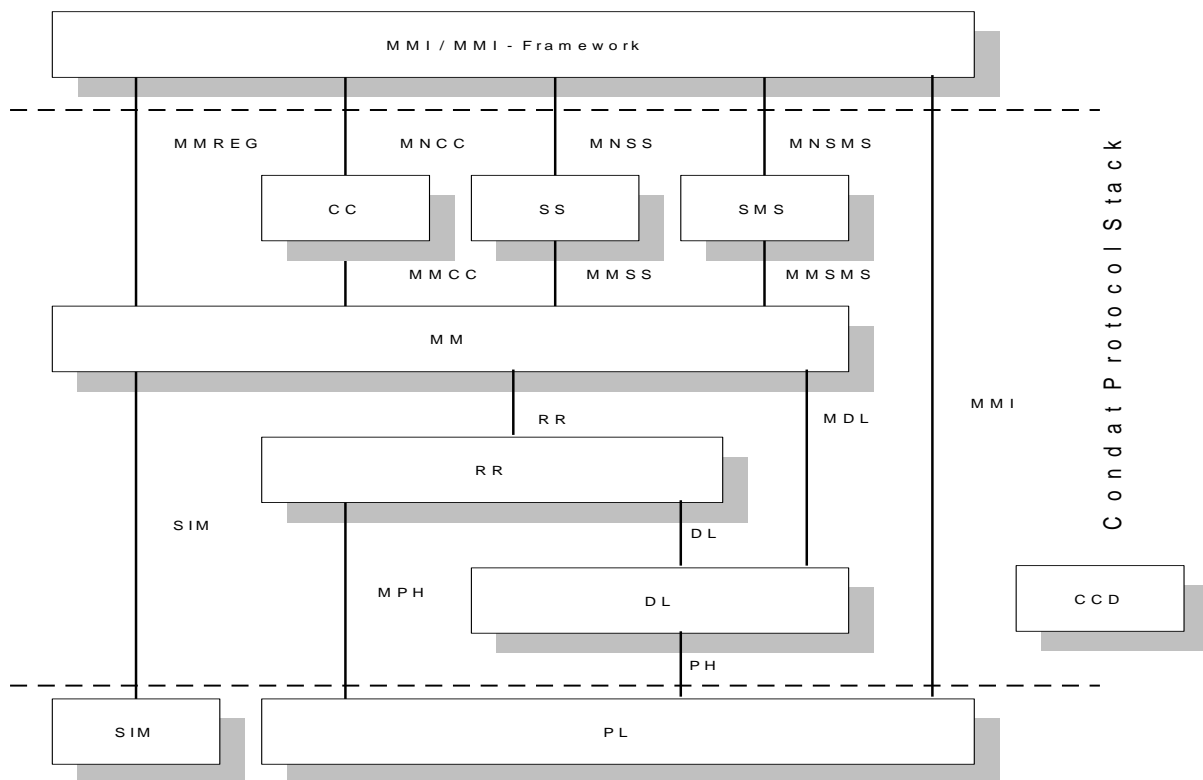 MMI / MMI - Framework
MMREG
MNCC
MNSS
MNSMS
CC
SS
SMS
MMCC
MMSS
MMSMS
MM
RR
MDL
MMI
RR
SIM
DL
MPH
DL
CCD
PH
SIM
PL
Condat Protocol Stack